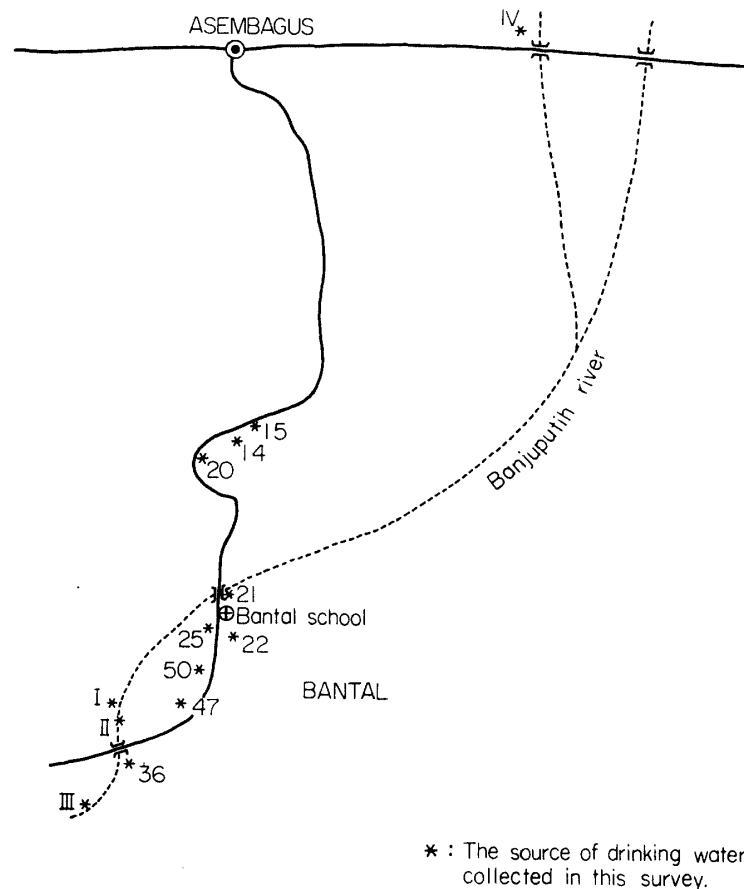 ASEMBAGUS
IV
Banjuputih river
15
14
20
21
Bantal school
25
22
50
BANTAL
I
47
II
36
III
* : The source of drinking water
collected in this survey.